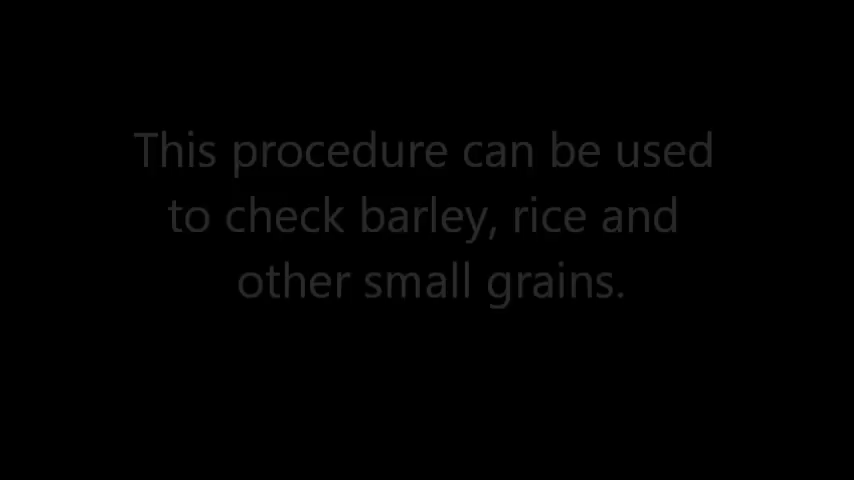 This procedure can be used
to check barley, rice and
other small grains.